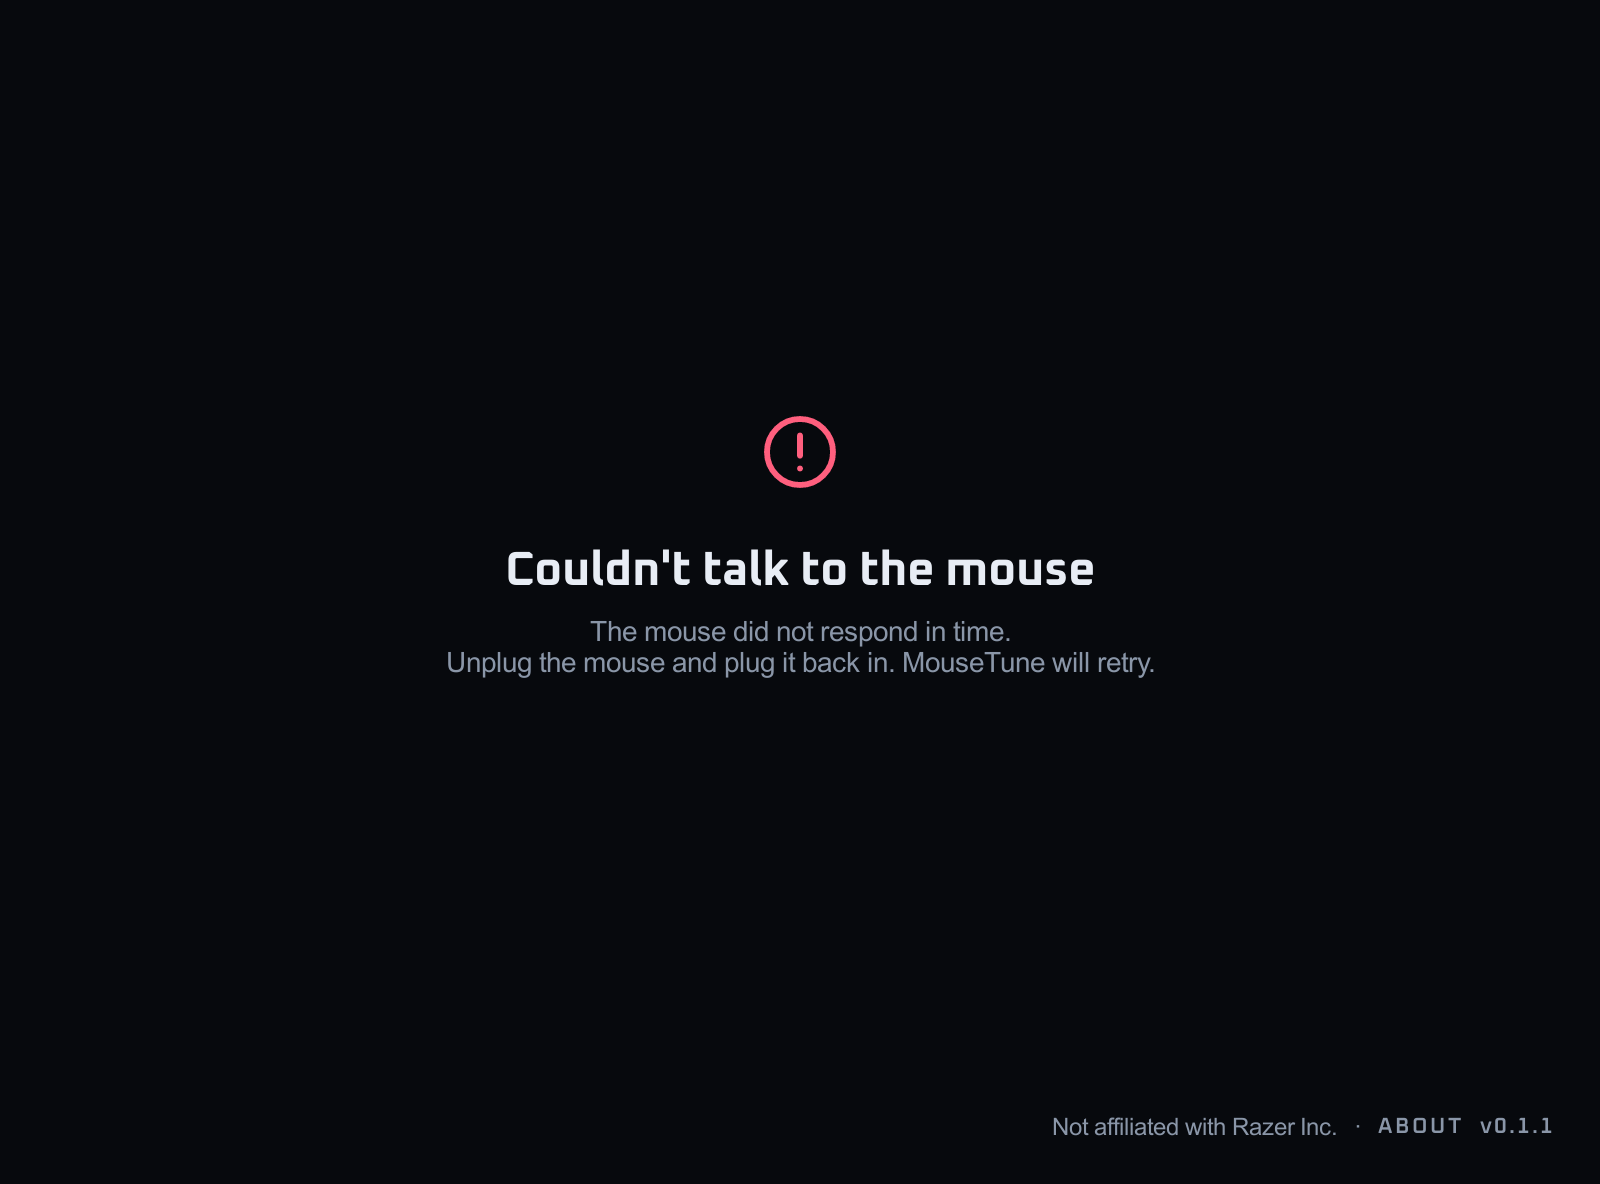 Couldn't talk to the mouse
The mouse did not respond in time.
Unplug the mouse and plug it back in. MouseTune will retry.
Not affiliated with Razer Inc. · ABOUT v0.1.1